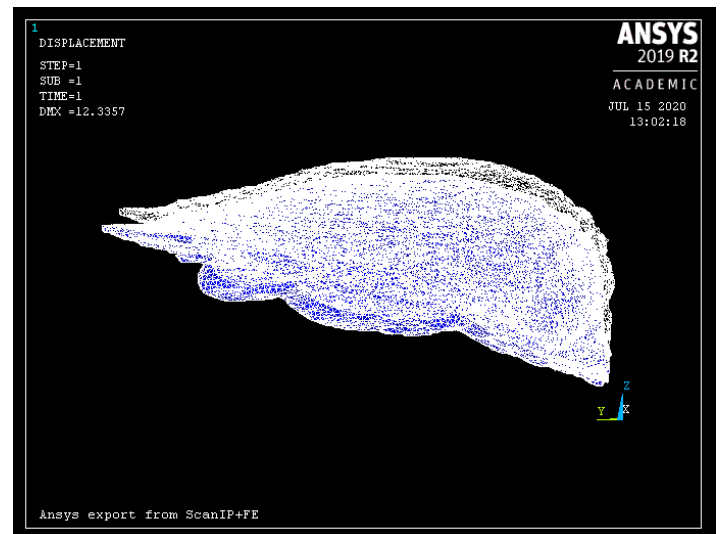 1
DISPLACEMENT
STEP=1
SUB =1
TIME=1
DMX =12.3357
ANSYS
2019 R2
ACADEMIC
JUL 15 2020
13:02:18
Z
Y
X
Ansys export from ScanIP+FE